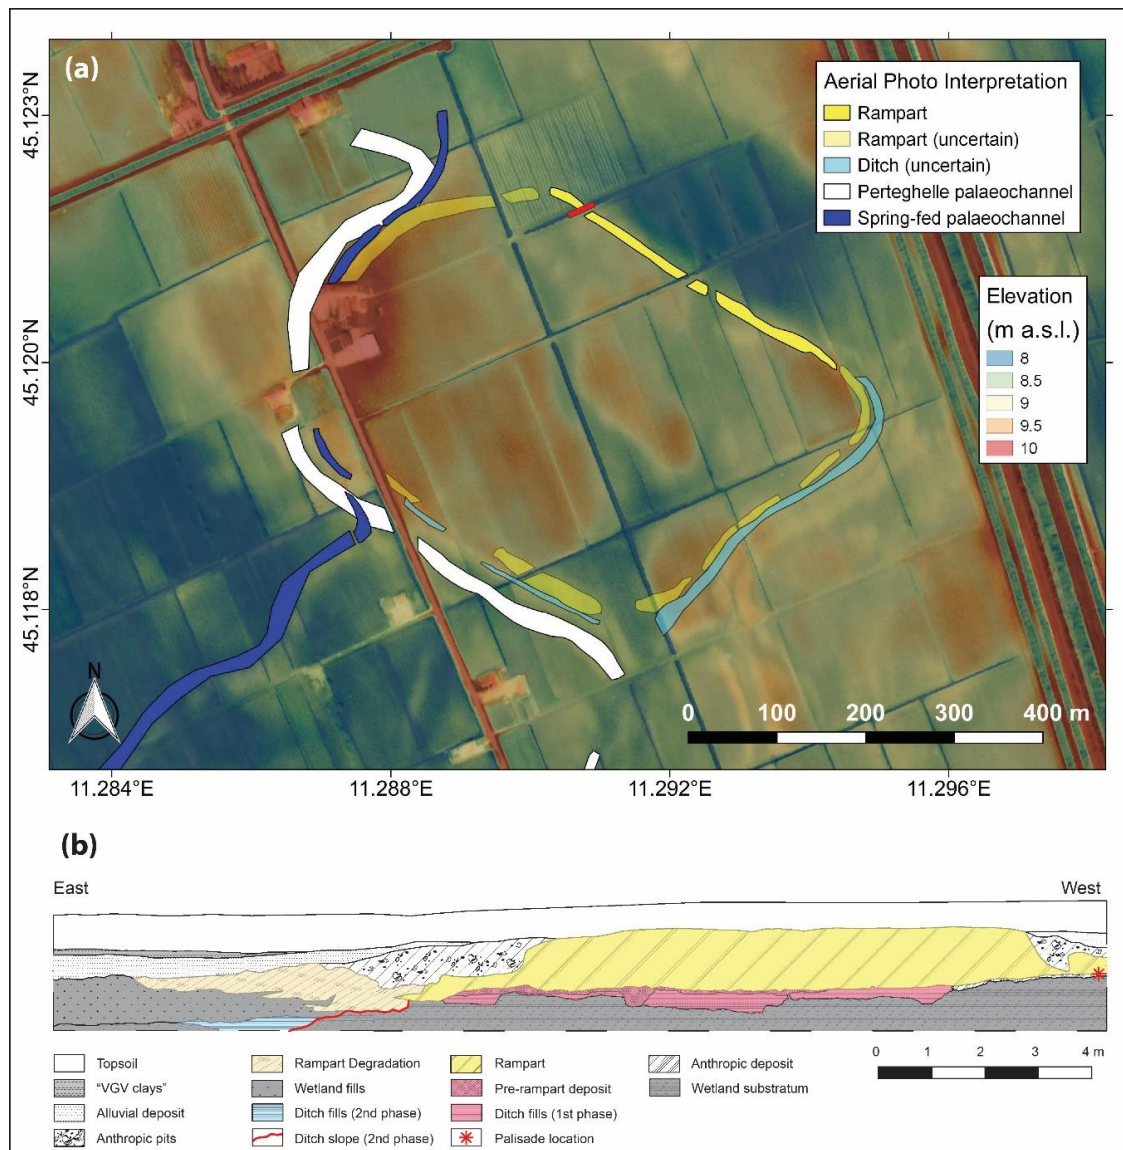 (a)
45.123°N
45.120°N
45.118°N
Aerial Photo Interpretation
Rampart
Rampart (uncertain)
Ditch (uncertain)
Perteghelle palaeochannel
Spring-fed palaeochannel
Elevation
(m a.s.l.)
8
8.5
9
9.5
10
N
0 100 200 300 400 m
11.284°E 11.288°E 11.292°E 11.296°E
(b)
East West
Topsoil Rampart Degradation Rampart Anthropic deposit
"VGV clays" Wetland fills Pre-rampart deposit Wetland substratum
Alluvial deposit Ditch fills (2nd phase) Ditch fills (1st phase)
Anthropic pits Ditch slope (2nd phase) Palisade location
0 1 2 3 4 m